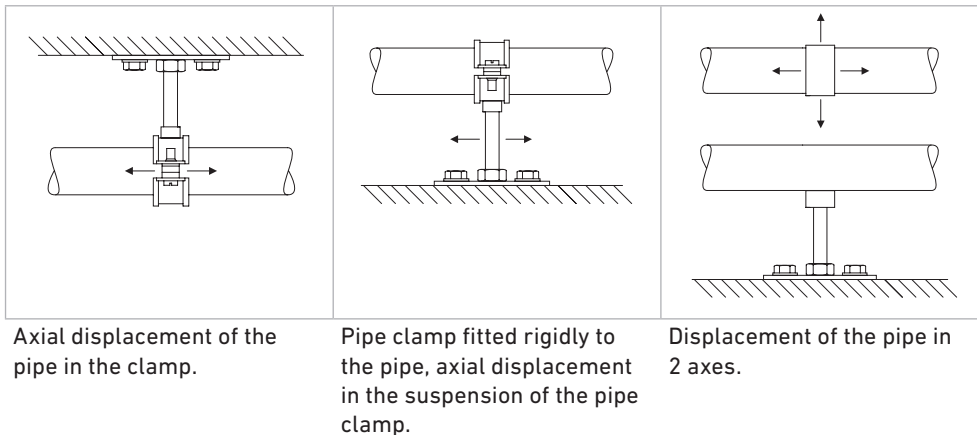 Axial displacement of the
pipe in the clamp.
Pipe clamp fitted rigidly to
the pipe, axial displacement
in the suspension of the pipe
clamp.
Displacement of the pipe in
2 axes.